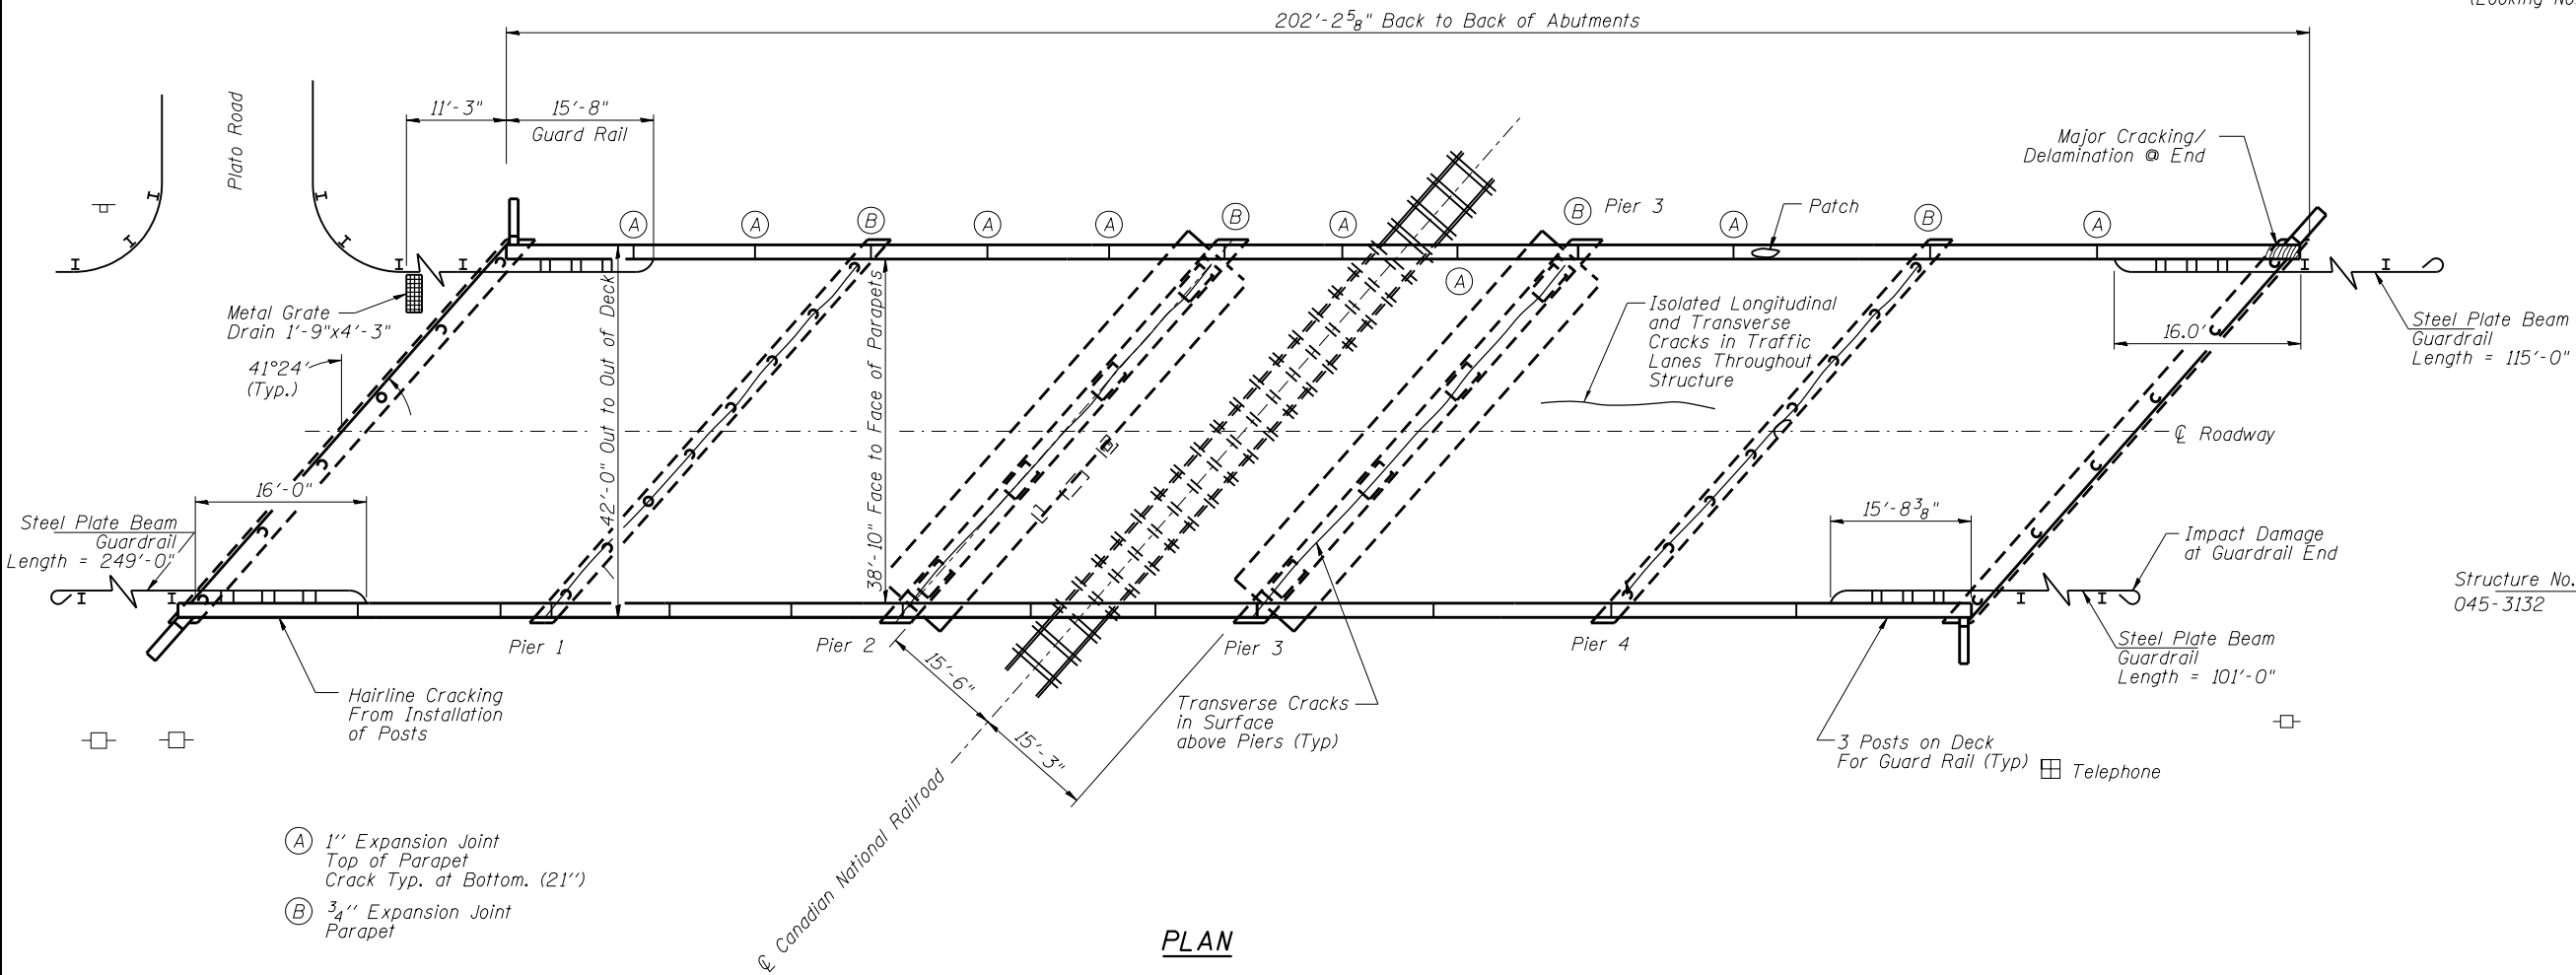 (Looking No
202'-2 5/8" Back to Back of Abutments
Plato Road
11'-3"
15'-8"
Guard Rail
Major Cracking/
Delamination @ End
A
A
B
A
A
B
A
B
Pier 3
A
Patch
B
A
A
Metal Grate
Drain 1'-9"x4'-3"
41°24'
(Typ.)
42'-0" Out to Out of Deck
38'-10" Face to Face of Parapets
Isolated Longitudinal
and Transverse
Cracks in Traffic
Lanes Throughout
Structure
16.0'
Steel Plate Beam
Guardrail
Length = 115'-0"
℄ Roadway
16'-0"
Steel Plate Beam
Guardrail
Length = 249'-0"
15'-8 3/8"
Impact Damage
at Guardrail End
Structure No.
045-3132
Pier 1
Pier 2
Pier 3
Pier 4
Steel Plate Beam
Guardrail
Length = 101'-0"
Hairline Cracking
From Installation
of Posts
15'-6"
15'-3"
Transverse Cracks
in Surface
above Piers (Typ)
3 Posts on Deck
For Guard Rail (Typ)
Telephone
℄ Canadian National Railroad
A 1'' Expansion Joint
Top of Parapet
Crack Typ. at Bottom. (21'')
B 3/4'' Expansion Joint
Parapet
PLAN